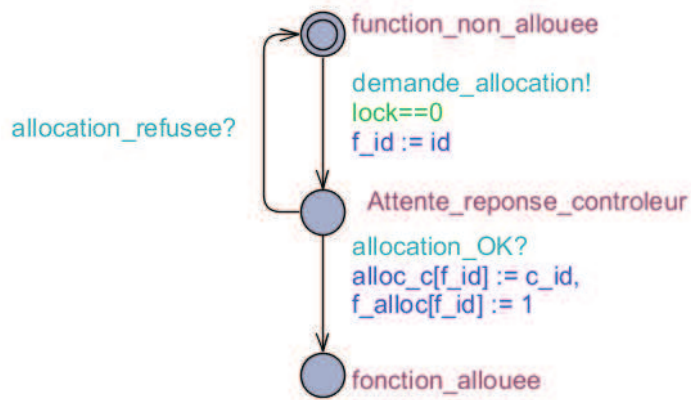 function_non_allouee
demande_allocation!
allocation_refusee?
lock==0
f_id := id
Attente_reponse_controleur
allocation_OK?
alloc_c[f_id] := c_id,
f_alloc[f_id] := 1
fonction_allouee